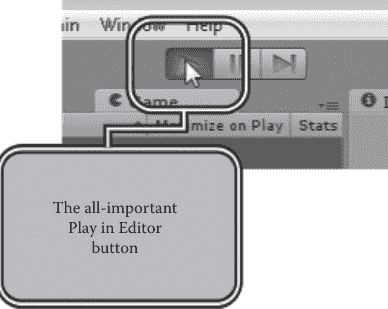 Window Help
Game
Maximize on Play Stats
The all-important
Play in Editor
button